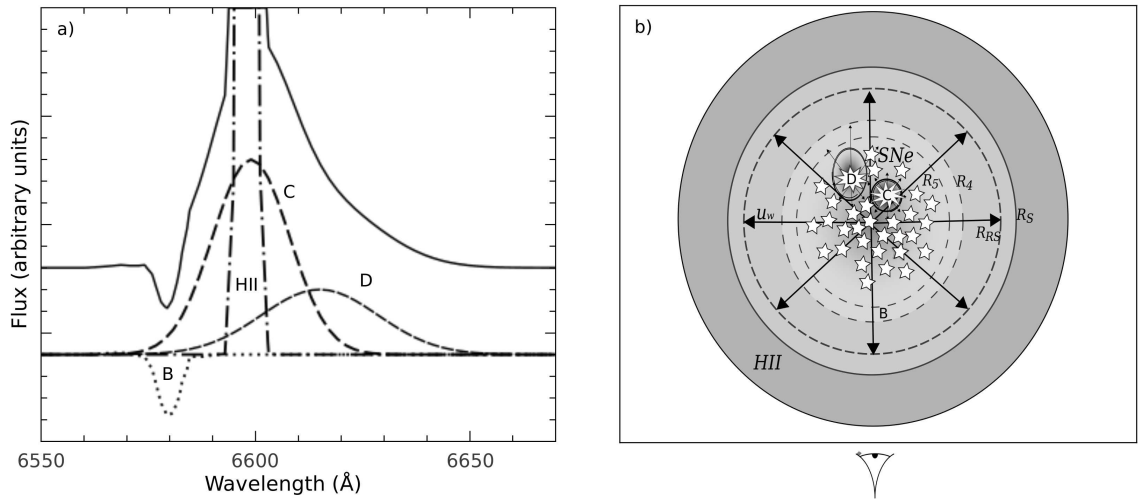 a)
Flux (arbitrary units)
C
HII
D
B
6550
6600
6650
Wavelength (Å)
b)
SNe
D
C
R5
R4
uw
RS
RRS
B
HII